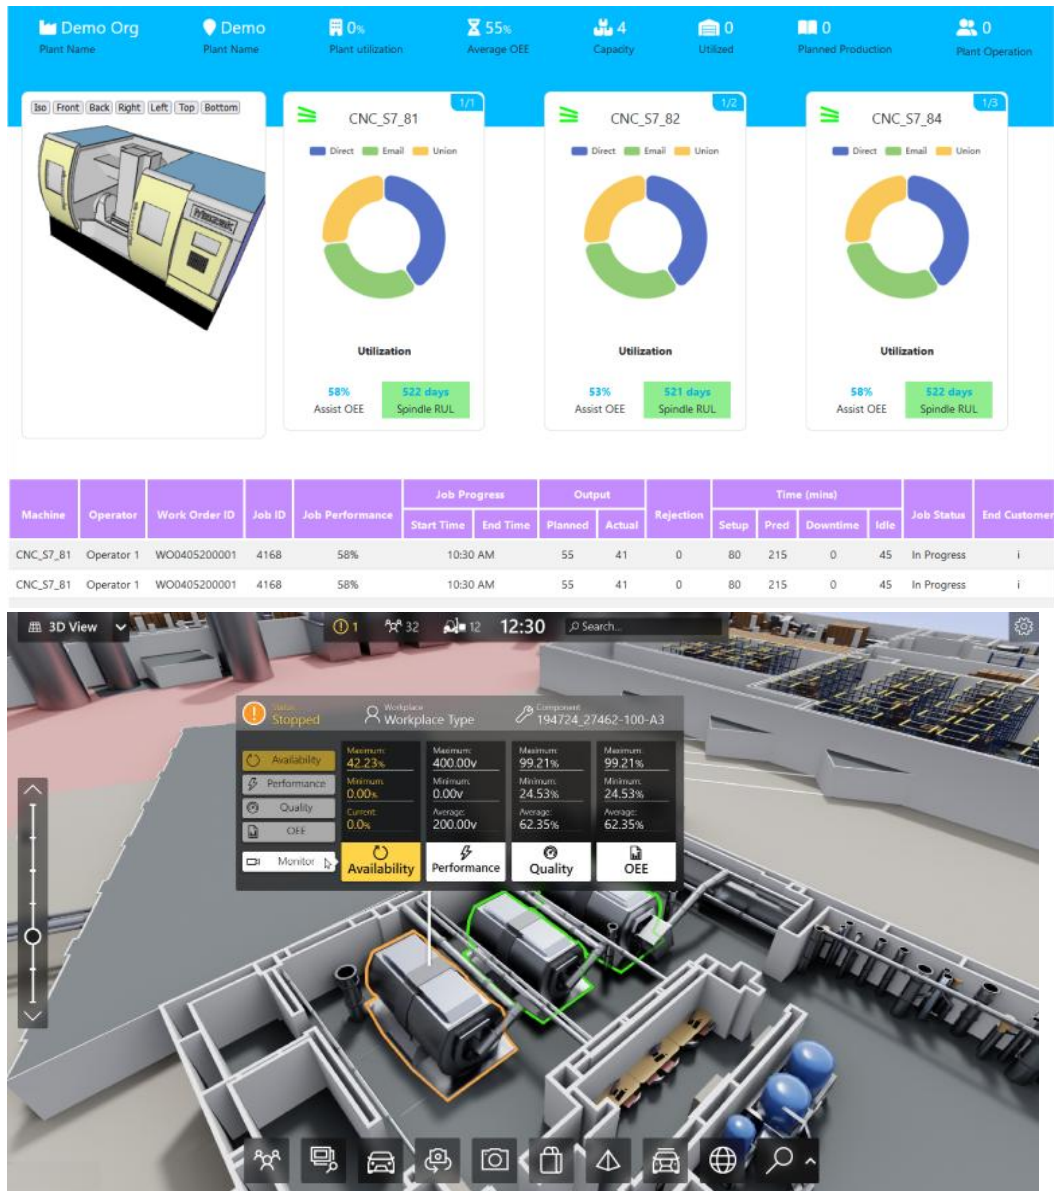 Demo Org
Plant Name
Demo
Plant Name
0%
Plant utilization
55%
Average OEE
4
Capacity
0
Utilized
0
Planned Production
0
Plant Operation
Iso Front Back Right Left Top Bottom
1/1
CNC_S7_81
Direct Email Union
Utilization
58%
Assist OEE
522 days
Spindle RUL
1/2
CNC_S7_82
Direct Email Union
Utilization
53%
Assist OEE
521 days
Spindle RUL
1/3
CNC_S7_84
Direct Email Union
Utilization
58%
Assist OEE
522 days
Spindle RUL
Job Progress Output Time (mins)
Machine Operator Work Order ID Job ID Job Performance Rejection Job Status End Customer
Start Time End Time Planned Actual Setup Pred Downtime Idle
CNC_S7_81 Operator 1 WO0405200001 4168 58% 10:30 AM 55 41 0 80 215 0 45 In Progress i
CNC_S7_81 Operator 1 WO0405200001 4168 58% 10:30 AM 55 41 0 80 215 0 45 In Progress i
3D View 1 32 12 12:30 Search...
Status
Stopped
Workplace
Workplace Type
Component
194724_27462-100-A3
Availability
Performance
Quality
OEE
Monitor
Maximum:
42.23%
Minimum:
0.00%
Current:
0.0%
Availability
Maximum:
400.00v
Minimum:
0.00v
Average:
200.00v
Performance
Maximum:
99.21%
Minimum:
24.53%
Average:
62.35%
Quality
Maximum:
99.21%
Minimum:
24.53%
Average:
62.35%
OEE